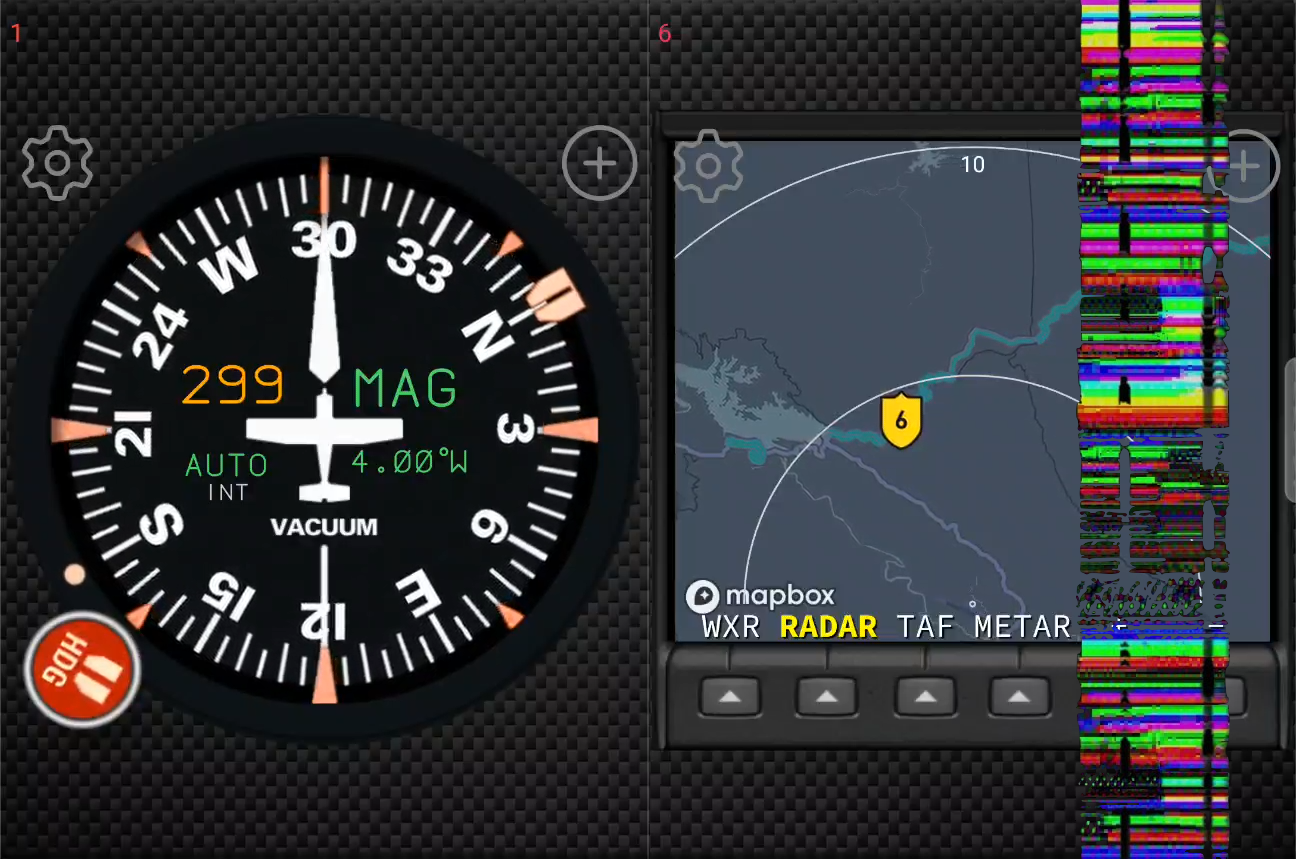 1
30
33
N
3
6
E
12
15
S
21
24
W
299
MAG
AUTO
4.00°W
INT
VACUUM
HDG
6
10
6
mapbox
WXR RADAR TAF METAR